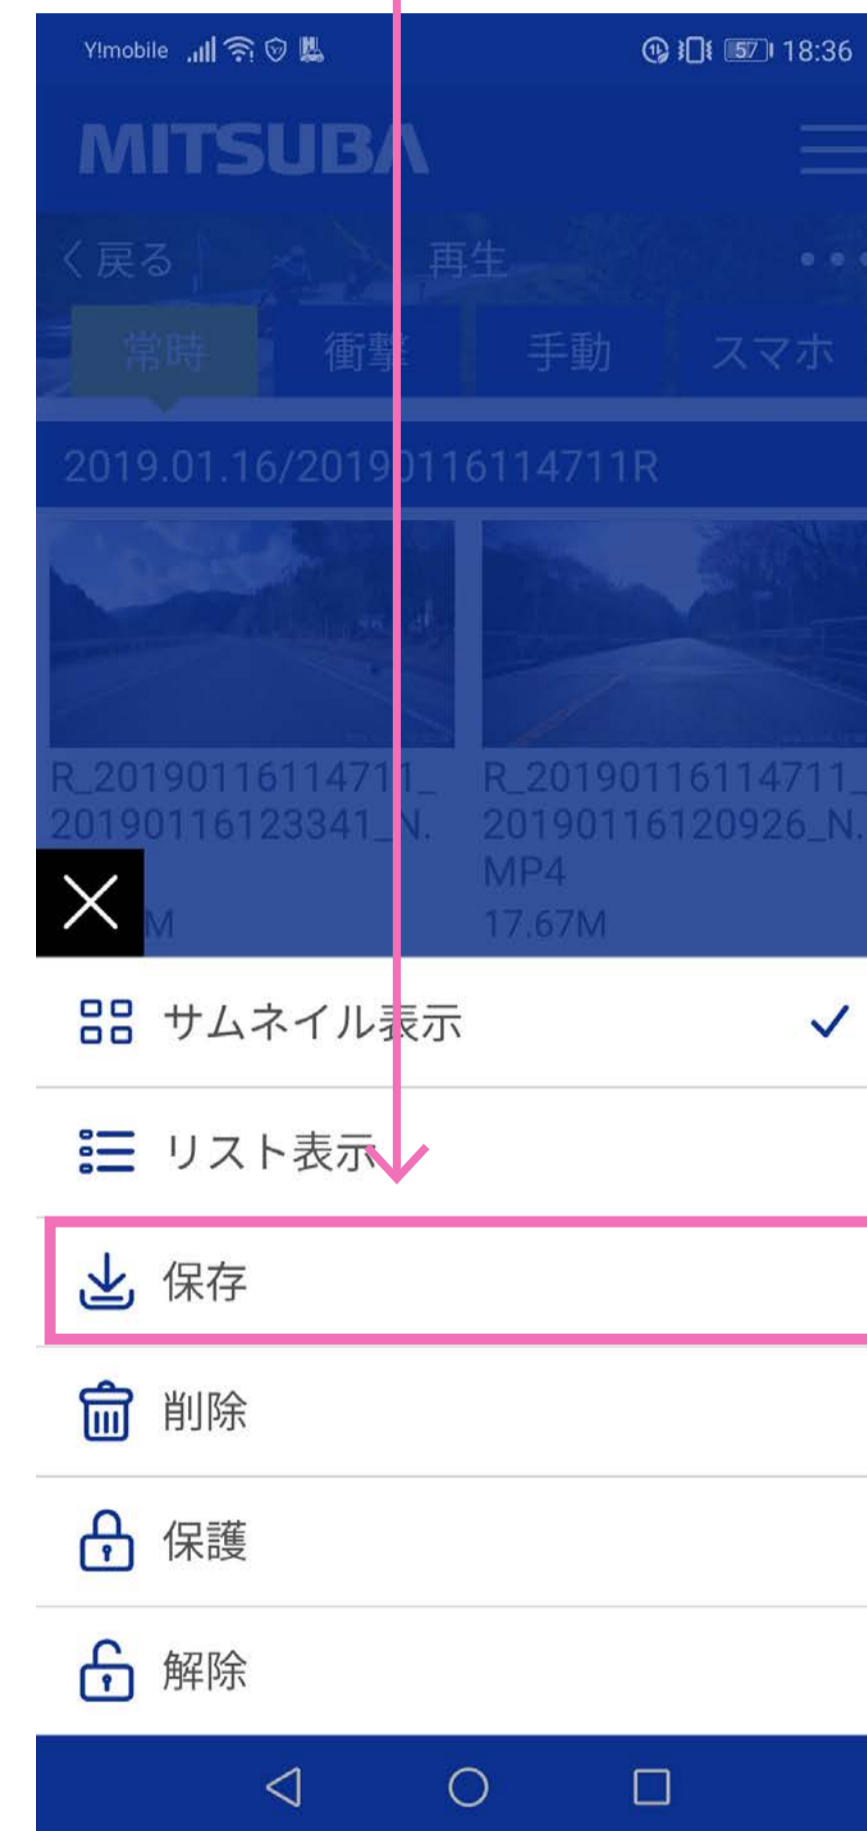 Y!mobile 57 18:36
MITSUBA
戻る 再生
常時 衝撃 手動 スマホ
2019.01.16/20190116114711R
R_20190116114711_
20190116123341_N.
M
R_20190116114711_
20190116120926_N.
MP4
17.67M
サムネイル表示
リスト表示
保存
削除
保護
解除